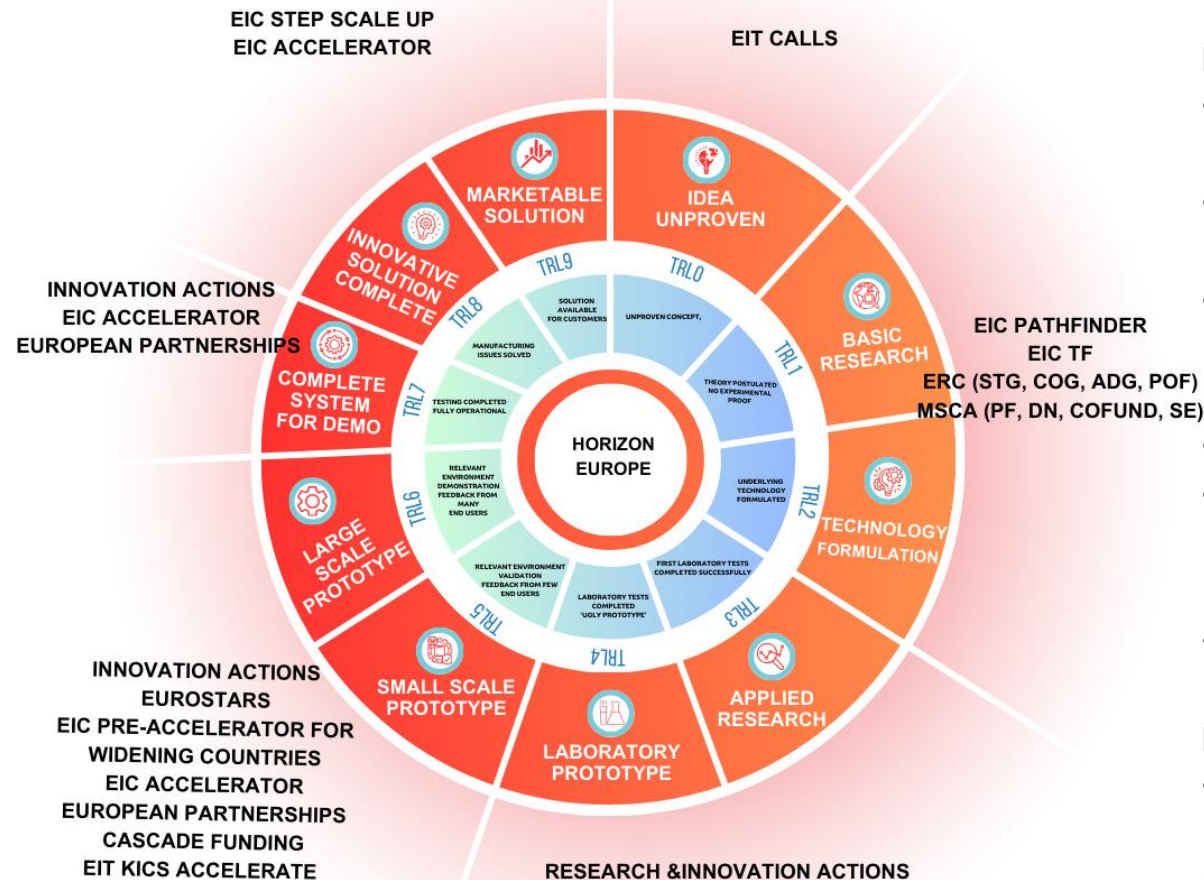 EIC STEP SCALE UP
EIC ACCELERATOR
EIT CALLS
INNOVATION ACTIONS
EIC ACCELERATOR
EUROPEAN PARTNERSHIPS
EIC PATHFINDER
EIC TF
ERC (STG, COG, ADG, POF)
MSCA (PF, DN, COFUND, SE)
INNOVATION ACTIONS
EUROSTARS
EIC PRE-ACCELERATOR FOR
WIDENING COUNTRIES
EIC ACCELERATOR
EUROPEAN PARTNERSHIPS
CASCADE FUNDING
EIT KICS ACCELERATE
RESEARCH &INNOVATION ACTIONS
IDEA
UNPROVEN
BASIC
RESEARCH
TECHNOLOGY
FORMULATION
APPLIED
RESEARCH
LABORATORY
PROTOTYPE
SMALL SCALE
PROTOTYPE
LARGE
SCALE
PROTOTYPE
COMPLETE
SYSTEM
FOR DEMO
INNOVATIVE
SOLUTION
COMPLETE
MARKETABLE
SOLUTION
TRL0
TRL1
TRL2
TRL3
TRL4
TRL5
TRL6
TRL7
TRL8
TRL9
UNPROVEN CONCEPT,
THEORY POSTULATED
NO EXPERIMENTAL
PROOF
UNDERLYING
TECHNOLOGY
FORMULATED
FIRST LABORATORY TESTS
COMPLETED SUCCESSFULLY
LABORATORY TESTS
COMPLETED
'UGLY PROTOTYPE'
RELEVANT ENVIRONMENT
VALIDATION
FEEDBACK FROM FEW
END USERS
RELEVANT
ENVIRONMENT
DEMONSTRATION
FEEDBACK FROM
MANY
END USERS
TESTING COMPLETED
FULLY OPERATIONAL
MANUFACTURING
ISSUES SOLVED
SOLUTION
AVAILABLE
FOR CUSTOMERS
HORIZON
EUROPE